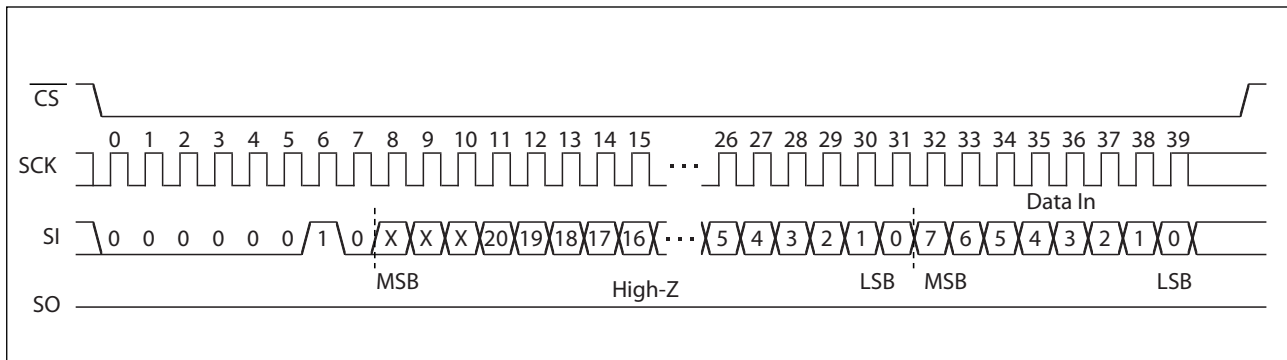 CS
0 1 2 3 4 5 6 7 8 9 10 11 12 13 14 15 26 27 28 29 30 31 32 33 34 35 36 37 38 39
SCK
Data In
SI 0 0 0 0 0 0 1 0 X X X 20 19 18 17 16 5 4 3 2 1 0 7 6 5 4 3 2 1 0
MSB High-Z LSB MSB LSB
SO